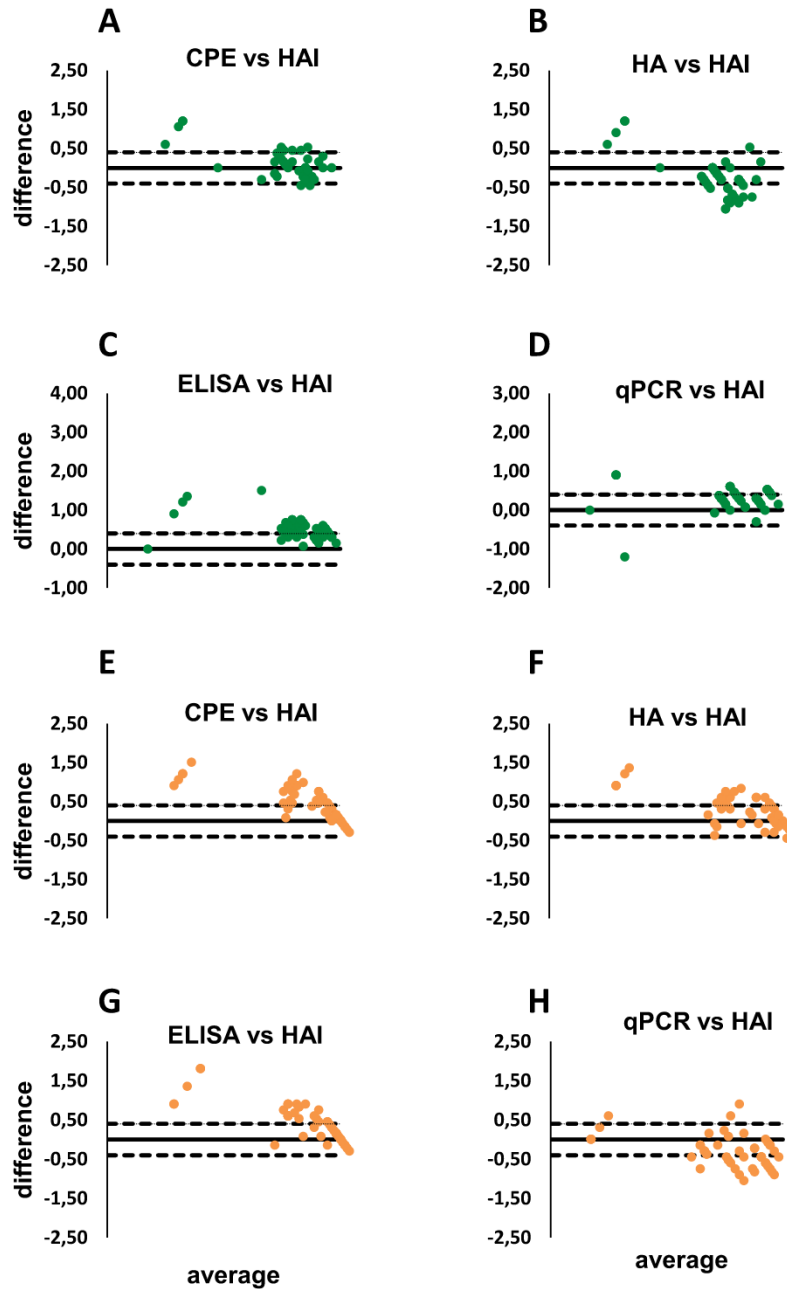 A
CPE vs HAI
2,50
1,50
0,50
-0,50
-1,50
-2,50
difference
B
HA vs HAI
2,50
1,50
0,50
-0,50
-1,50
-2,50
C
ELISA vs HAI
4,00
3,00
2,00
1,00
0,00
-1,00
difference
D
qPCR vs HAI
3,00
2,00
1,00
0,00
-1,00
-2,00
E
CPE vs HAI
2,50
1,50
0,50
-0,50
-1,50
-2,50
difference
F
HA vs HAI
2,50
1,50
0,50
-0,50
-1,50
-2,50
G
ELISA vs HAI
2,50
1,50
0,50
-0,50
-1,50
-2,50
difference
average
H
qPCR vs HAI
2,50
1,50
0,50
-0,50
-1,50
-2,50
average